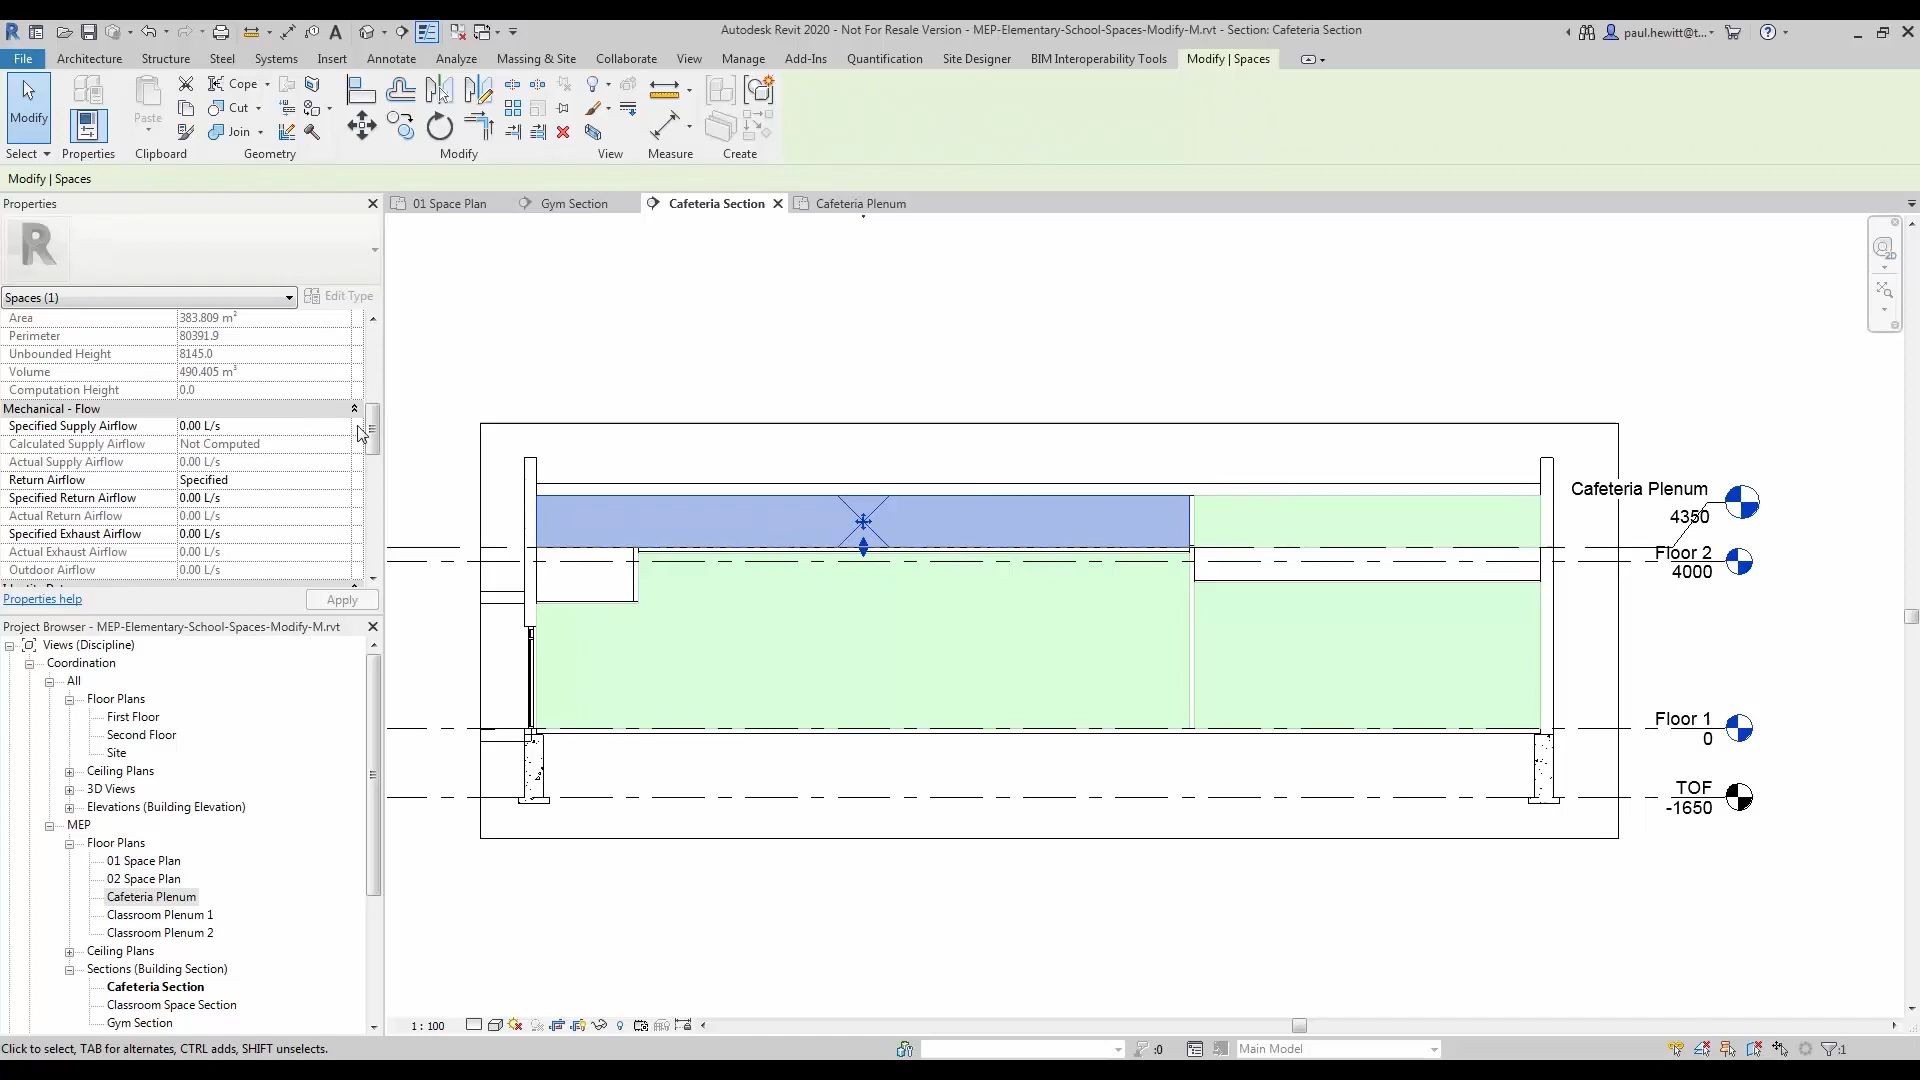 Autodesk Revit 2020 - Not For Resale Version - MEP-Elementary-School-Spaces-Modify-M.rvt - Section: Cafeteria Section
paul.hewitt@t...
File Architecture Structure Steel Systems Insert Annotate Analyze Massing & Site Collaborate View Manage Add-Ins Quantification Site Designer BIM Interoperability Tools Modify | Spaces
Modify
Paste
Cope
Cut
Join
Select Properties Clipboard Geometry Modify View Measure Create
Modify | Spaces
Properties
01 Space Plan Gym Section Cafeteria Section Cafeteria Plenum
R
Spaces (1) Edit Type
Area 383.809 m²
Perimeter 80391.9
Unbounded Height 8145.0
Volume 490.405 m³
Computation Height 0.0
Mechanical - Flow
Specified Supply Airflow 0.00 L/s
Calculated Supply Airflow Not Computed
Actual Supply Airflow 0.00 L/s
Return Airflow Specified
Specified Return Airflow 0.00 L/s
Actual Return Airflow 0.00 L/s
Specified Exhaust Airflow 0.00 L/s
Actual Exhaust Airflow 0.00 L/s
Outdoor Airflow 0.00 L/s
Properties help Apply
Project Browser - MEP-Elementary-School-Spaces-Modify-M.rvt
Views (Discipline)
Coordination
All
Floor Plans
First Floor
Second Floor
Site
Ceiling Plans
3D Views
Elevations (Building Elevation)
MEP
Floor Plans
01 Space Plan
02 Space Plan
Cafeteria Plenum
Classroom Plenum 1
Classroom Plenum 2
Ceiling Plans
Sections (Building Section)
Cafeteria Section
Classroom Space Section
Gym Section
Cafeteria Plenum
4350
Floor 2
4000
Floor 1
0
TOF
-1650
2D
1 : 100
Click to select, TAB for alternates, CTRL adds, SHIFT unselects.
:0
Main Model
:1